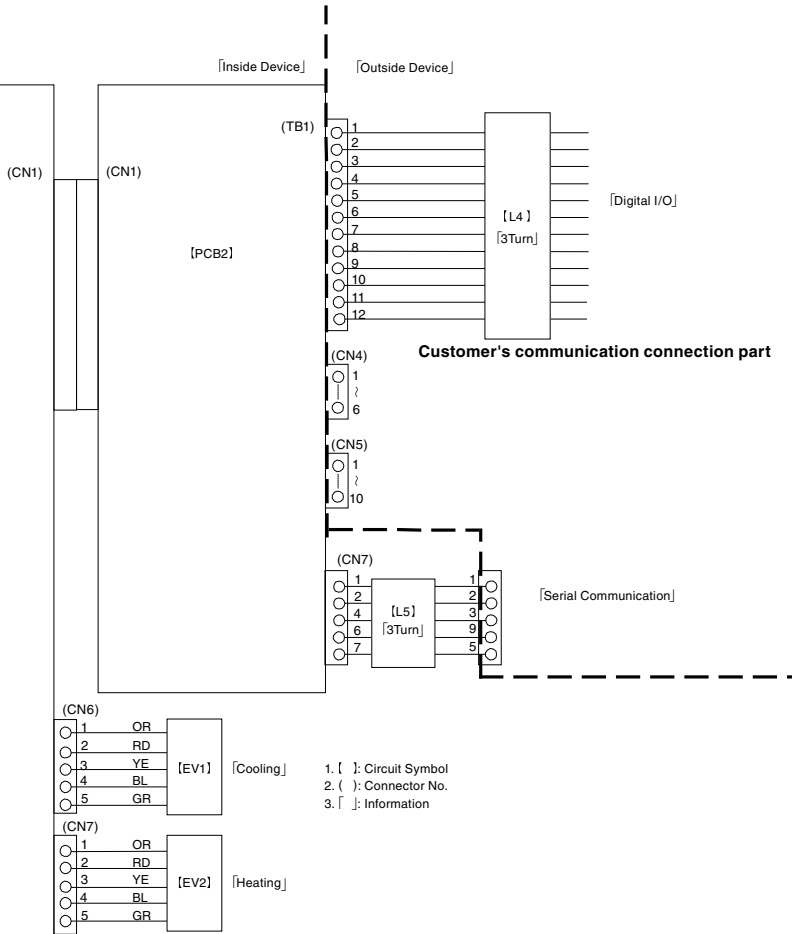 「Inside Device」 「Outside Device」
(TB1)
(CN1) (CN1)
【PCB2】
1
2
3
4
5
6
7
8
9
10
11
12
【L4】
「3Turn」
「Digital I/O」
Customer's communication connection part
(CN4)
1
~
6
(CN5)
1
~
10
(CN7)
1 1
2 2
4 3
6 9
7 5
【L5】
「3Turn」
「Serial Communication」
(CN6)
1 OR
2 RD
3 YE
4 BL
5 GR
【EV1】 「Cooling」
(CN7)
1 OR
2 RD
3 YE
4 BL
5 GR
【EV2】 「Heating」
1.【 】: Circuit Symbol
2. ( ): Connector No.
3.「 」: Information